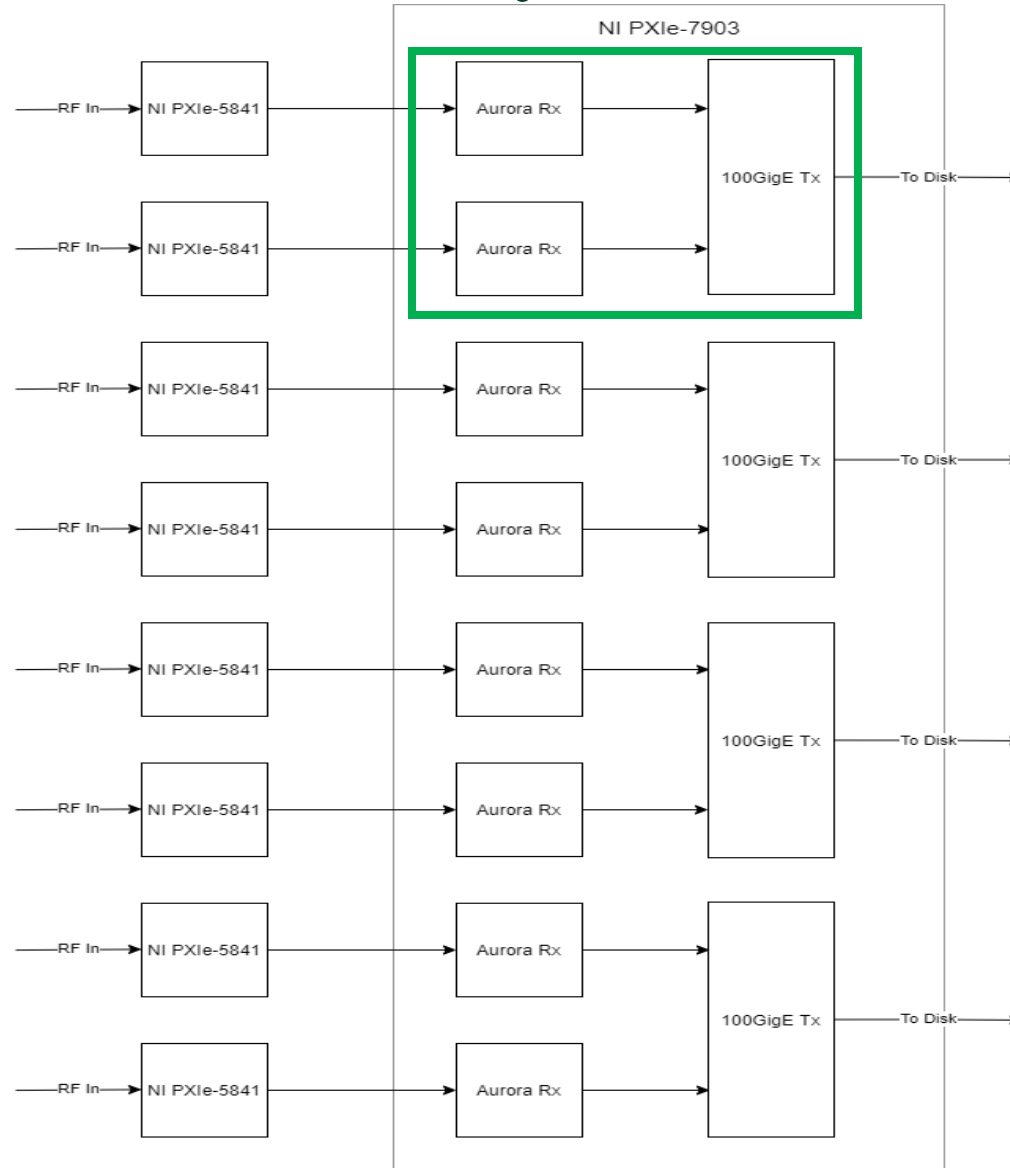 NI PXIe-7903
RF In NI PXIe-5841 Aurora Rx
100GigE Tx To Disk
RF In NI PXIe-5841 Aurora Rx
RF In NI PXIe-5841 Aurora Rx
100GigE Tx To Disk
RF In NI PXIe-5841 Aurora Rx
RF In NI PXIe-5841 Aurora Rx
100GigE Tx To Disk
RF In NI PXIe-5841 Aurora Rx
RF In NI PXIe-5841 Aurora Rx
100GigE Tx To Disk
RF In NI PXIe-5841 Aurora Rx